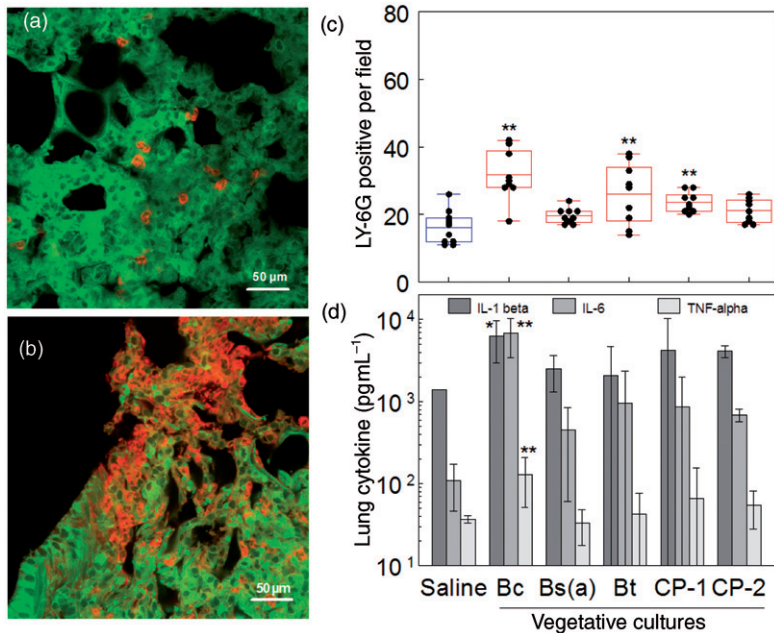 (a)
50 µm
(b)
50 µm
(c)
LY-6G positive per field
80
60
40
20
0
**
**
**
(d)
IL-1 beta
IL-6
TNF-alpha
Lung cytokine (pgmL⁻¹)
10⁴
10³
10²
10¹
*
**
**
Saline Bc Bs(a) Bt CP-1 CP-2
Vegetative cultures